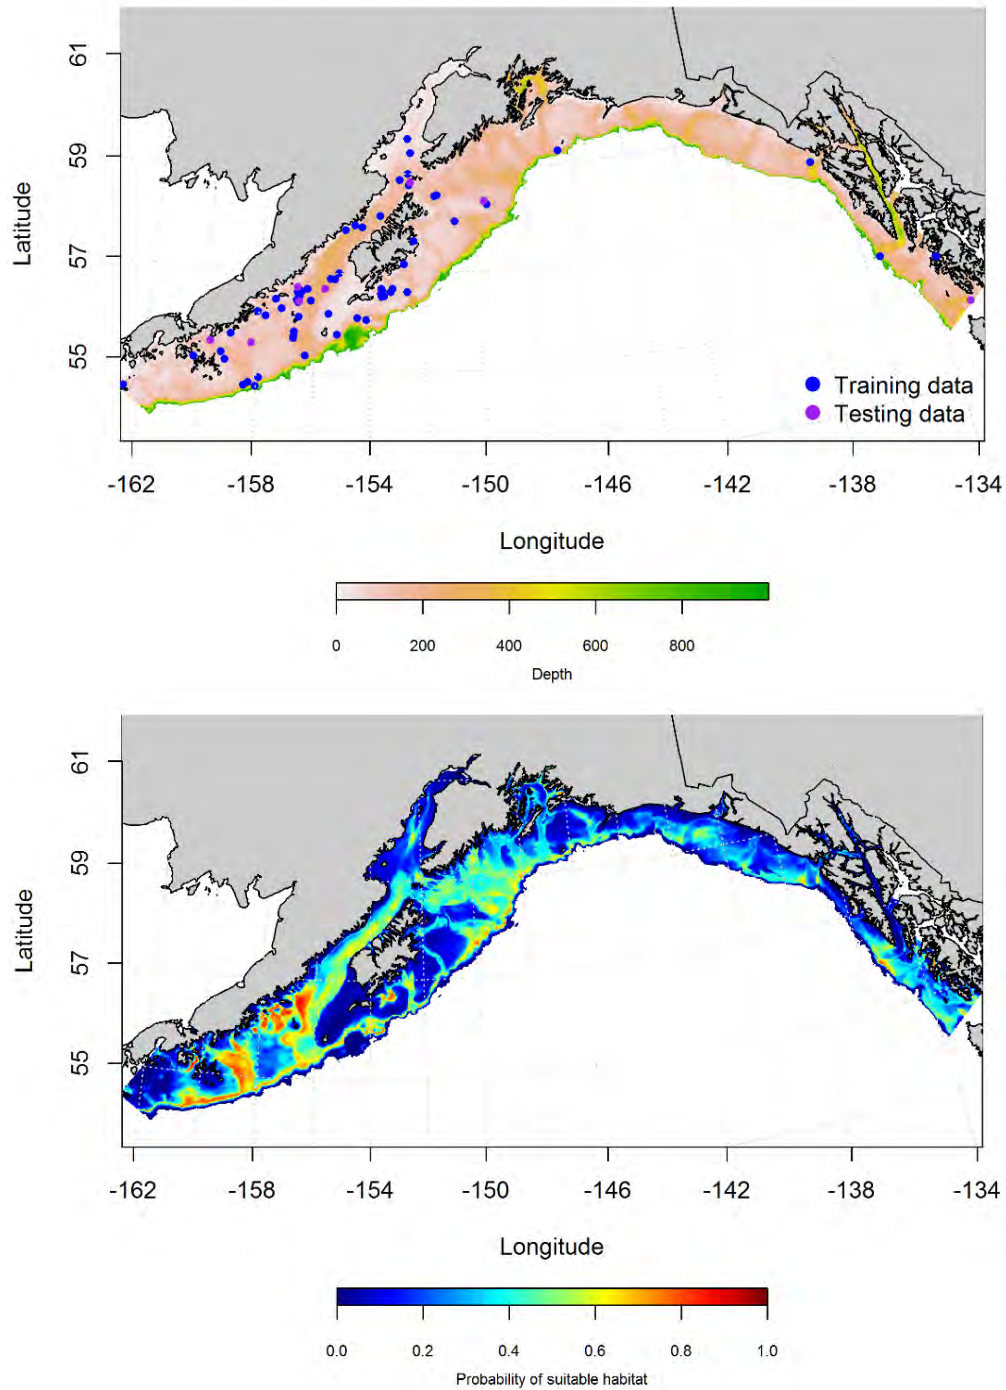 61
59
57
55
Latitude
Training data
Testing data
-162 -158 -154 -150 -146 -142 -138 -134
Longitude
0 200 400 600 800
Depth
61
59
57
55
Latitude
-162 -158 -154 -150 -146 -142 -138 -134
Longitude
0.0 0.2 0.4 0.6 0.8 1.0
Probability of suitable habitat